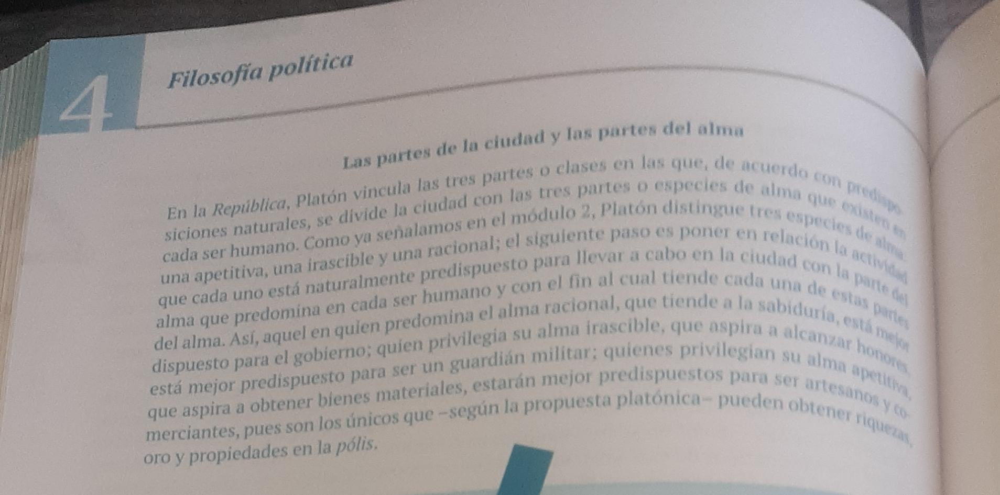 4
Filosofía política
Las partes de la ciudad y las partes del alma
En la República, Platón vincula las tres partes o clases en las que, de acuerdo con predispo-
siciones naturales, se divide la ciudad con las tres partes o especies de alma que existen en
cada ser humano. Como ya señalamos en el módulo 2, Platón distingue tres especies de alma:
una apetitiva, una irascible y una racional; el siguiente paso es poner en relación la actividad
que cada uno está naturalmente predispuesto para llevar a cabo en la ciudad con la parte del
alma que predomina en cada ser humano y con el fin al cual tiende cada una de estas partes
del alma. Así, aquel en quien predomina el alma racional, que tiende a la sabiduría, está mejor
dispuesto para el gobierno; quien privilegia su alma irascible, que aspira a alcanzar honores,
está mejor predispuesto para ser un guardián militar; quienes privilegian su alma apetitiva,
que aspira a obtener bienes materiales, estarán mejor predispuestos para ser artesanos y co-
merciantes, pues son los únicos que –según la propuesta platónica– pueden obtener riquezas,
oro y propiedades en la pólis.